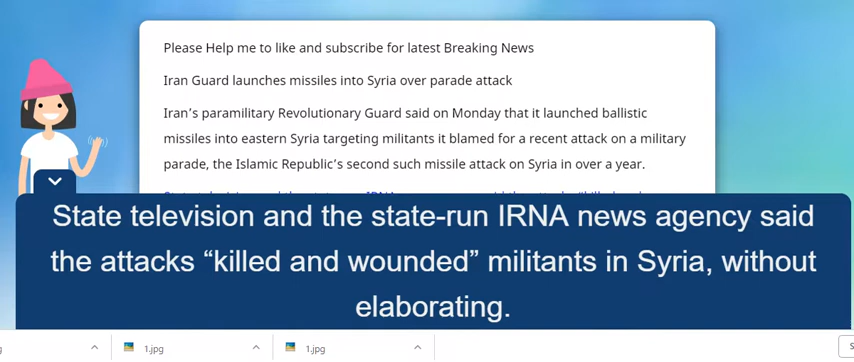 Please Help me to like and subscribe for latest Breaking News
Iran Guard launches missiles into Syria over parade attack
Iran’s paramilitary Revolutionary Guard said on Monday that it launched ballistic
missiles into eastern Syria targeting militants it blamed for a recent attack on a military
parade, the Islamic Republic’s second such missile attack on Syria in over a year.
State television and the state-run IRNA news agency said
the attacks “killed and wounded” militants in Syria, without
elaborating.
1.jpg
1.jpg